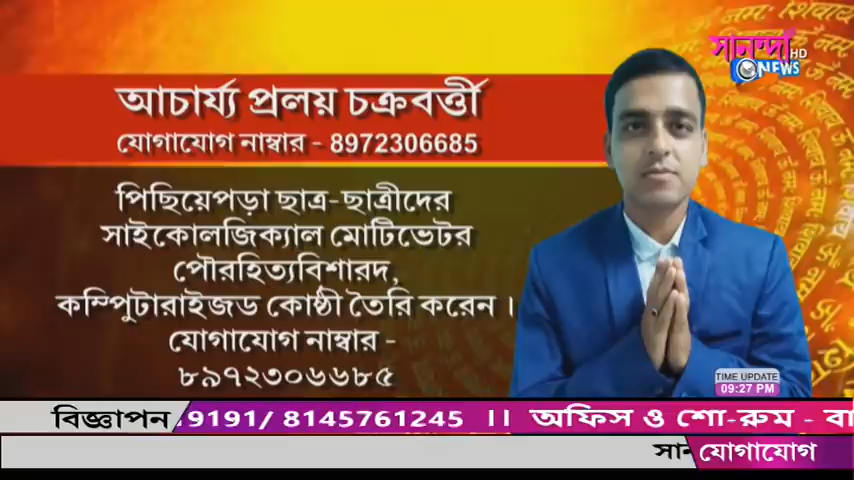 সানন্দা HD
NEWS
আচার্য্য প্রলয় চক্রবর্ত্তী
যোগাযোগ নাম্বার - 8972306685
পিছিয়েপড়া ছাত্র-ছাত্রীদের
সাইকোলজিক্যাল মোটিভেটর
পৌরহিত্যবিশারদ,
কম্পিুটারাইজড কোষ্ঠী তৈরি করেন ।
যোগাযোগ নাম্বার -
৮৯৭২৩০৬৬৮৫
TIME UPDATE
09:27 PM
বিজ্ঞাপন 9191/ 8145761245 ।। অফিস ও শো-রুম - বা
সান যোগাযোগ